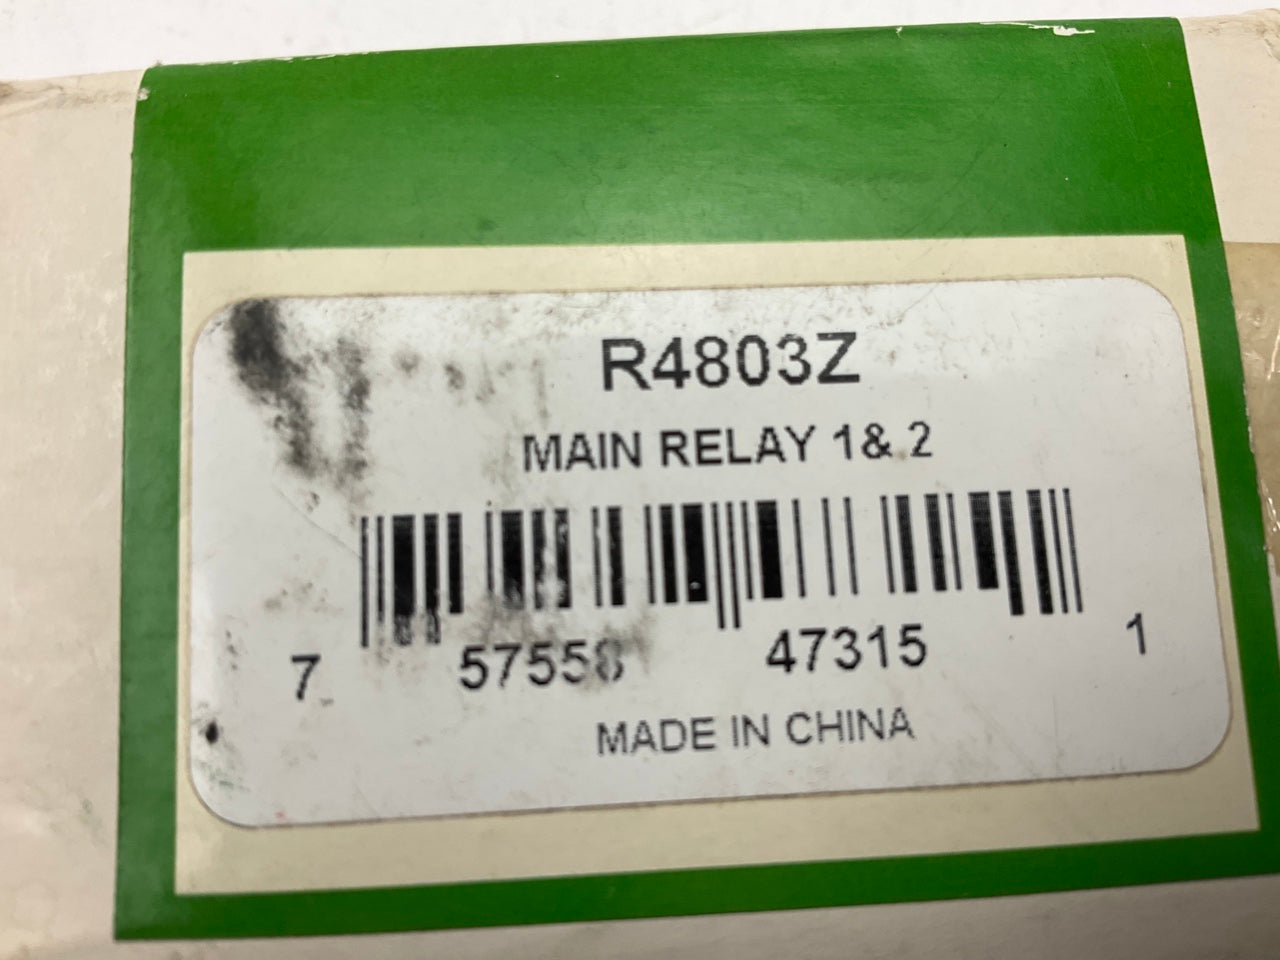 R4803Z
MAIN RELAY 1& 2
7 57558 47315 1
MADE IN CHINA